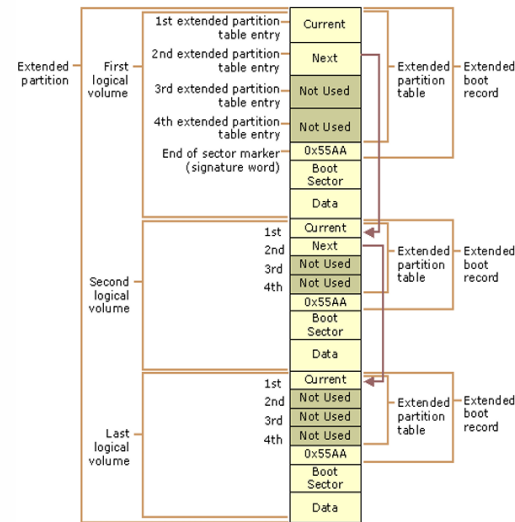 1st extended partition
table entry
2nd extended partition
table entry
3rd extended partition
table entry
4th extended partition
table entry
End of sector marker
(signature word)
Extended
partition
First
logical
volume
Current
Next
Not Used
Not Used
0x55AA
Boot
Sector
Data
Extended
partition
table
Extended
boot
record
Second
logical
volume
1st
2nd
3rd
4th
Current
Next
Not Used
Not Used
0x55AA
Boot
Sector
Data
Extended
partition
table
Extended
boot
record
Last
logical
volume
1st
2nd
3rd
4th
Current
Not Used
Not Used
Not Used
0x55AA
Boot
Sector
Data
Extended
partition
table
Extended
boot
record